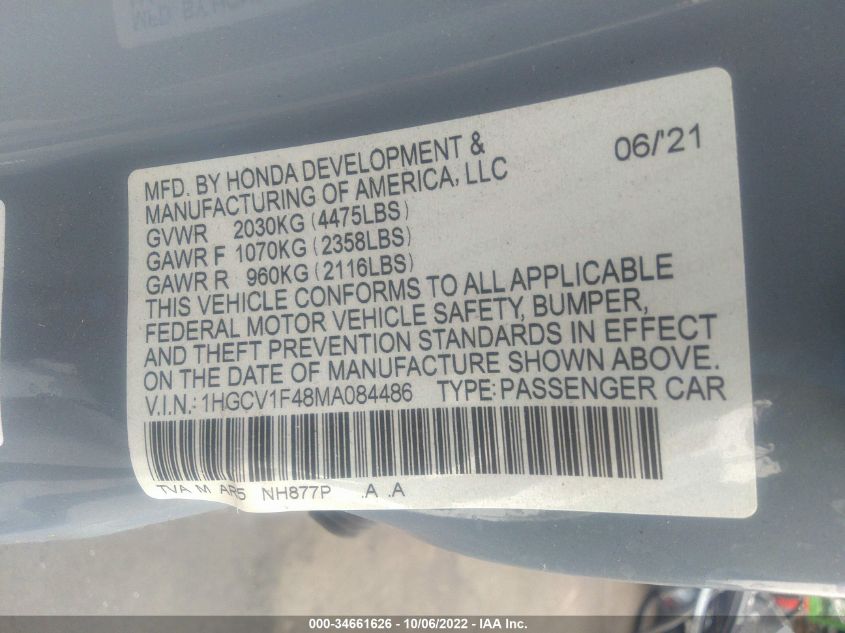 MFD. BY HONDA DEVELOPMENT &
MANUFACTURING OF AMERICA, LLC
06/'21
GVWR 2030KG (4475LBS)
GAWR F 1070KG (2358LBS)
GAWR R 960KG (2116LBS)
THIS VEHICLE CONFORMS TO ALL APPLICABLE
FEDERAL MOTOR VEHICLE SAFETY, BUMPER,
AND THEFT PREVENTION STANDARDS IN EFFECT
ON THE DATE OF MANUFACTURE SHOWN ABOVE.
V.I.N.: 1HGCV1F48MA084486 TYPE: PASSENGER CAR
TVA M AP5 NH877P .A .A
000-34661626 - 10/06/2022 - IAA Inc.